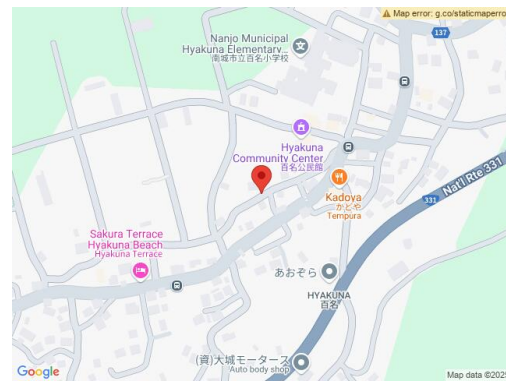 Map error: g.co/staticmaperro
137
Nanjo Municipal
Hyakuna Elementary...
南城市立百名小学校
Hyakuna
Community Center
百名公民館
Kadoya
かどや
Tempura
Nat'l Rte 331
331
Sakura Terrace
Hyakuna Beach
Hyakuna Terrace
あおぞら
HYAKUNA
百名
(資)大城モータース
Auto body shop
Google
Map data ©2025